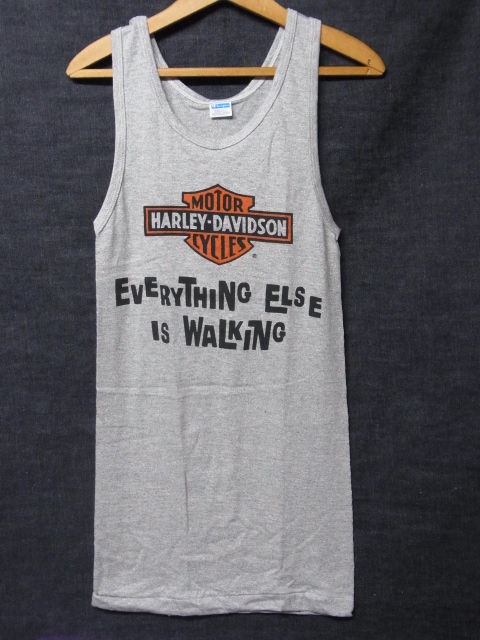 MOTOR
HARLEY-DAVIDSON
CYCLES
®
EVERYTHING ELSE
IS WALKING